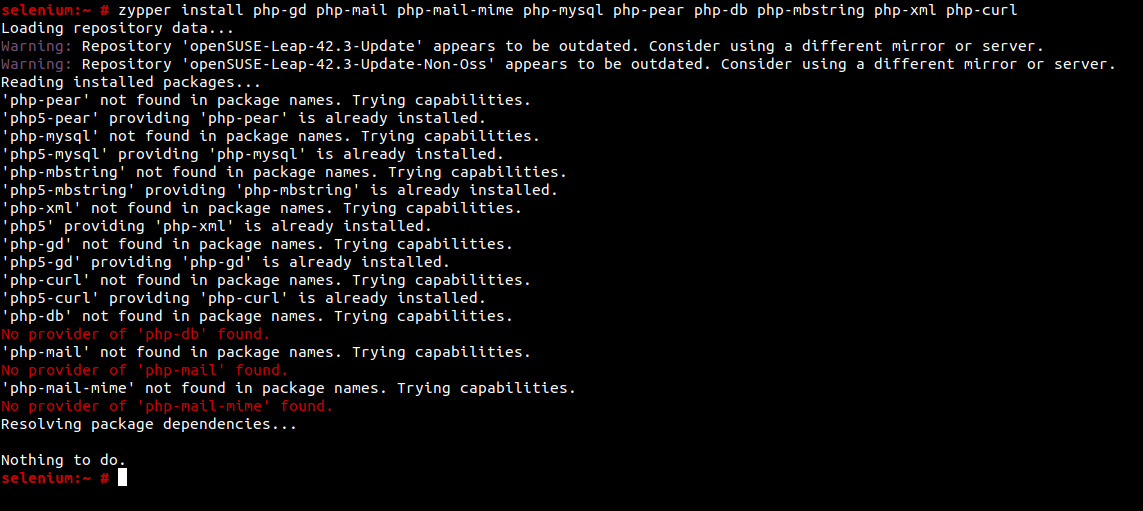 selenium:~ # zypper install php-gd php-mail php-mail-mime php-mysql php-pear php-db php-mbstring php-xml php-curl
Loading repository data...
Warning: Repository 'openSUSE-Leap-42.3-Update' appears to be outdated. Consider using a different mirror or server.
Warning: Repository 'openSUSE-Leap-42.3-Update-Non-Oss' appears to be outdated. Consider using a different mirror or server.
Reading installed packages...
'php-pear' not found in package names. Trying capabilities.
'php5-pear' providing 'php-pear' is already installed.
'php-mysql' not found in package names. Trying capabilities.
'php5-mysql' providing 'php-mysql' is already installed.
'php-mbstring' not found in package names. Trying capabilities.
'php5-mbstring' providing 'php-mbstring' is already installed.
'php-xml' not found in package names. Trying capabilities.
'php5' providing 'php-xml' is already installed.
'php-gd' not found in package names. Trying capabilities.
'php5-gd' providing 'php-gd' is already installed.
'php-curl' not found in package names. Trying capabilities.
'php5-curl' providing 'php-curl' is already installed.
'php-db' not found in package names. Trying capabilities.
No provider of 'php-db' found.
'php-mail' not found in package names. Trying capabilities.
No provider of 'php-mail' found.
'php-mail-mime' not found in package names. Trying capabilities.
No provider of 'php-mail-mime' found.
Resolving package dependencies...
Nothing to do.
selenium:~ #